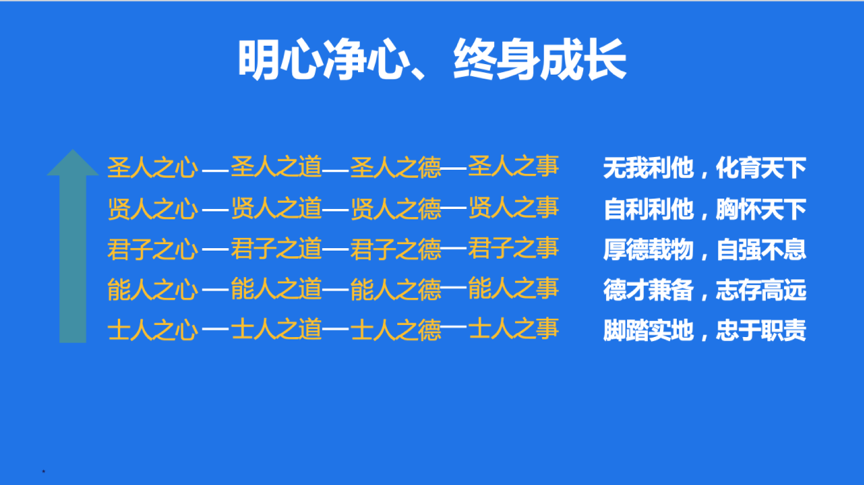 明心净心、终身成长
圣人之心—圣人之道—圣人之德—圣人之事 无我利他，化育天下
贤人之心—贤人之道—贤人之德—贤人之事 自利利他，胸怀天下
君子之心—君子之道—君子之德—君子之事 厚德载物，自强不息
能人之心—能人之道—能人之德—能人之事 德才兼备，志存高远
士人之心—士人之道—士人之德—士人之事 脚踏实地，忠于职责